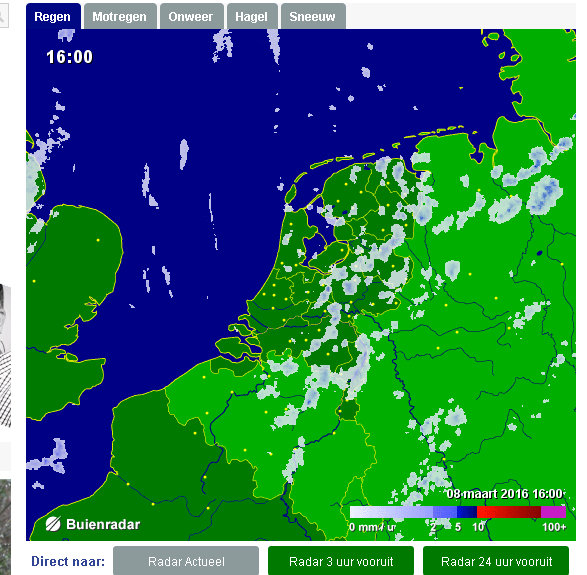 Regen Motregen Onweer Hagel Sneeuw
16:00
08 maart 2016 16:00
0 mm / uur 2 5 10 100+
Buienradar
Direct naar: Radar Actueel Radar 3 uur vooruit Radar 24 uur vooruit